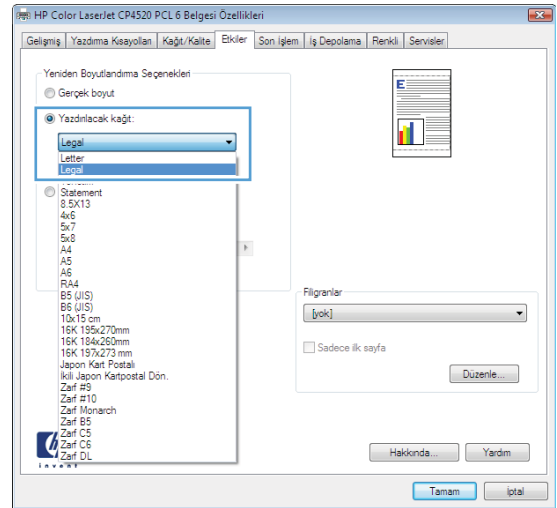 HP Color LaserJet CP4520 PCL 6 Belgesi Özellikleri
Gelişmiş Yazdırma Kısayolları Kağıt/Kalite Etkiler Son işlem İş Depolama Renkli Servisler
Yeniden Boyutlandırma Seçenekleri
Gerçek boyut
Yazdırılacak kağıt:
Legal
Letter
Legal
Statement
8.5X13
4x6
5x7
5x8
A4
A5
A6
RA4
B5 (JIS)
B6 (JIS)
10x15 cm
16K 195x270mm
16K 184x260mm
16K 197x273 mm
Japon Kart Postalı
İkili Japon Kartpostal Dön.
Zarf #9
Zarf #10
Zarf Monarch
Zarf B5
Zarf C5
Zarf C6
Zarf DL
E
Filigranlar
[yok]
Sadece ilk sayfa
Düzenle...
invent
Hakkında... Yardım
Tamam İptal